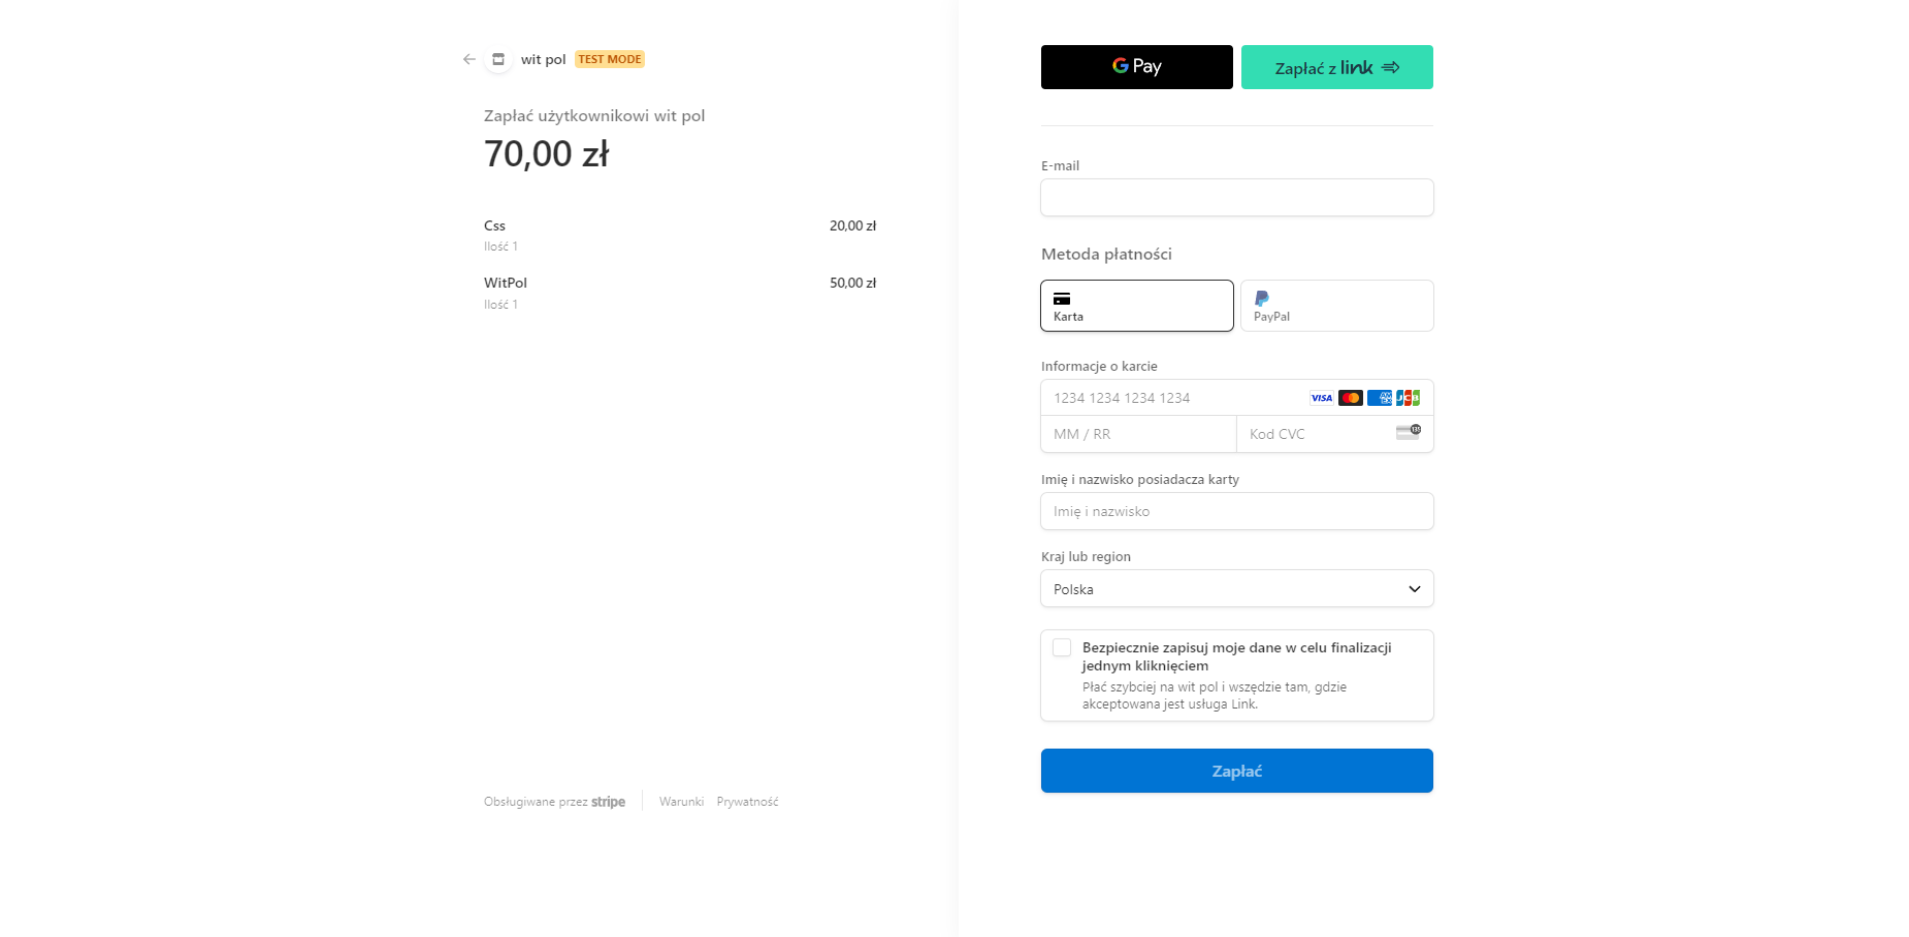 wit pol TEST MODE
Zapłać użytkownikowi wit pol
70,00 zł
Css 20,00 zł
Ilość 1
WitPol 50,00 zł
Ilość 1
Obsługiwane przez stripe Warunki Prywatność
G Pay Zapłać z link
E-mail
Metoda płatności
Karta PayPal
Informacje o karcie
1234 1234 1234 1234 VISA JCB
MM / RR Kod CVC
Imię i nazwisko posiadacza karty
Imię i nazwisko
Kraj lub region
Polska
Bezpiecznie zapisuj moje dane w celu finalizacji
jednym kliknięciem
Płać szybciej na wit pol i wszędzie tam, gdzie
akceptowana jest usługa Link.
Zapłać